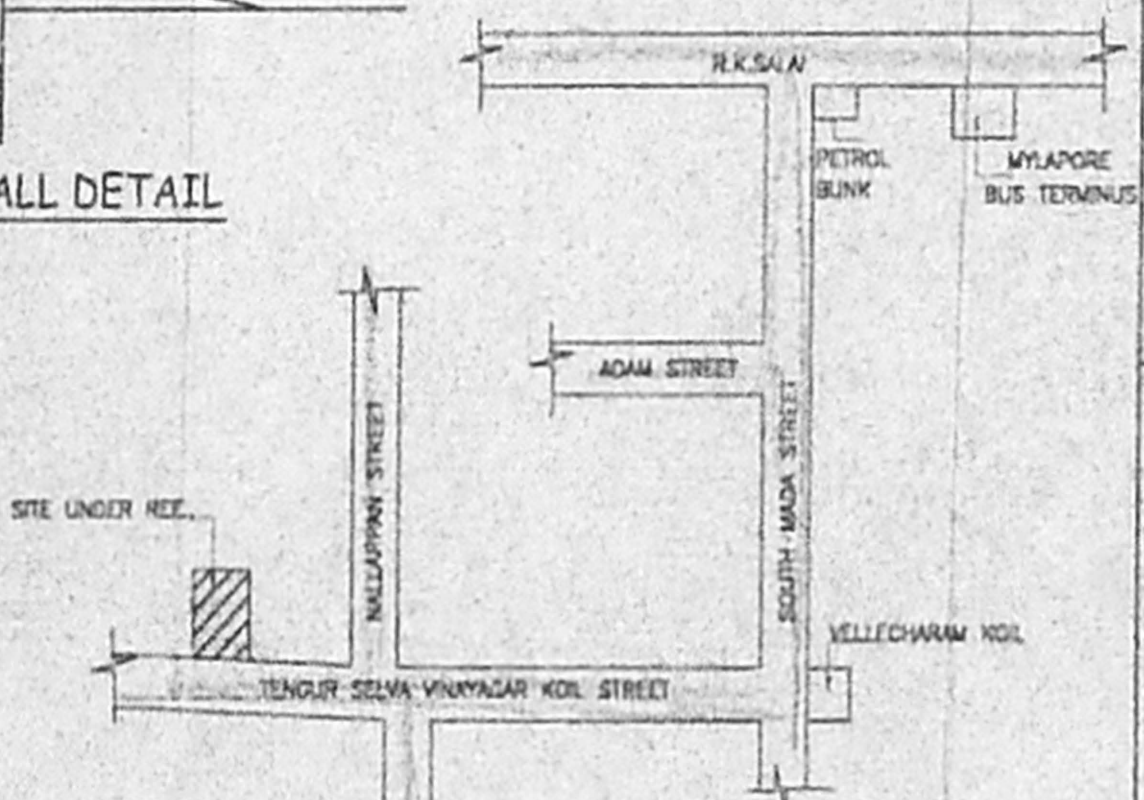 R.K.SALAI
PETROL
BUNK
MYLAPORE
BUS TERMINUS
ALL DETAIL
ADAM STREET
NALLAPPAN STREET
SOUTH MADA STREET
SITE UNDER REF.
VELLECHARAM KOIL
TENGUR SELVA VINAYAGAR KOIL STREET